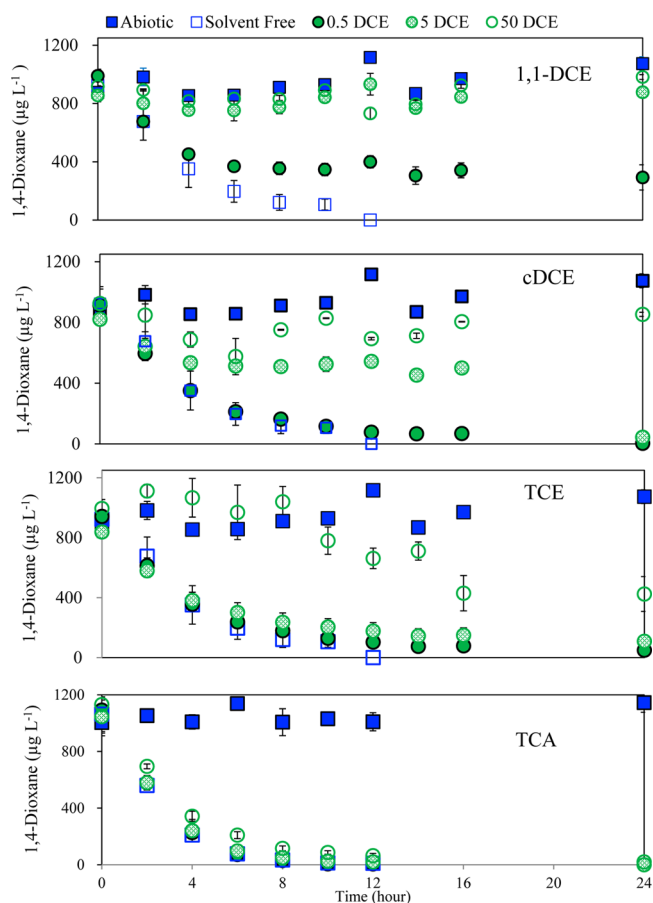 Abiotic Solvent Free 0.5 DCE 5 DCE 50 DCE
1200
800
400
0
1,4-Dioxane (µg L-1)
1,1-DCE
1200
800
400
0
1,4-Dioxane (µg L-1)
cDCE
1200
800
400
0
1,4-Dioxane (µg L-1)
TCE
1200
800
400
0
1,4-Dioxane (µg L-1)
TCA
0 4 8 12 16 20 24
Time (hour)